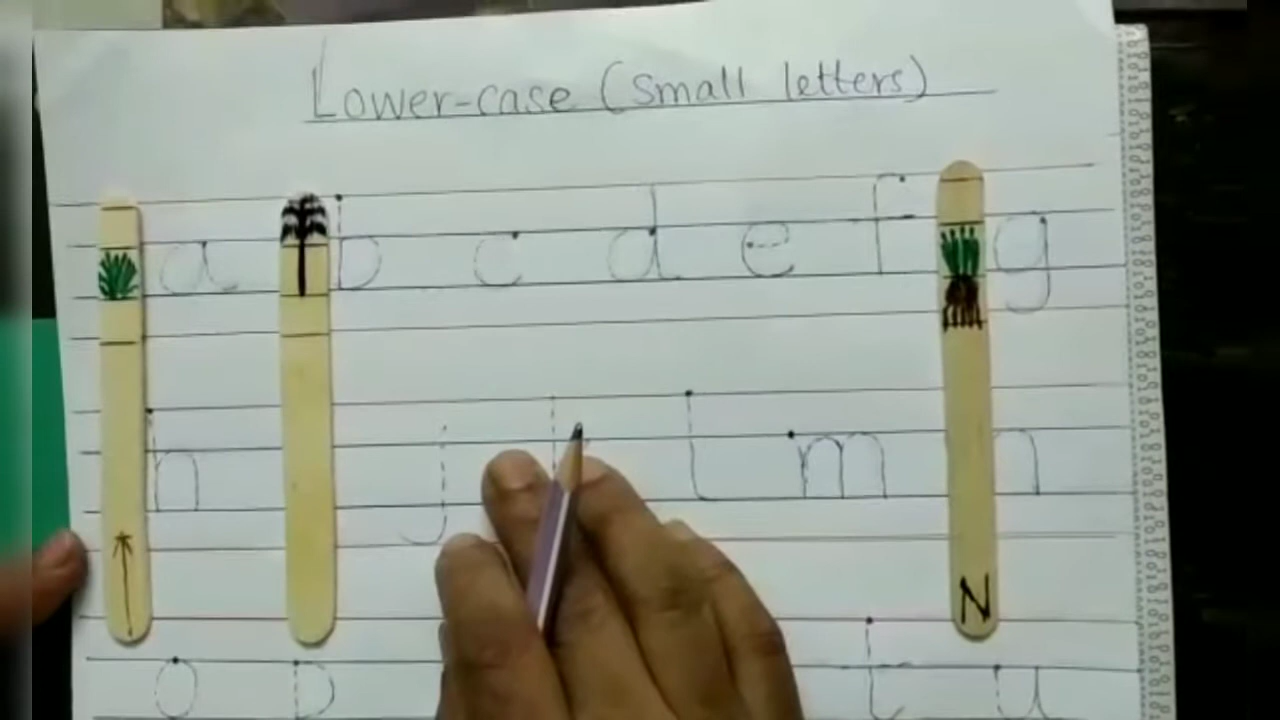 Lower-case (small letters)
a b c d e f g
h j l m n
N
o p t u